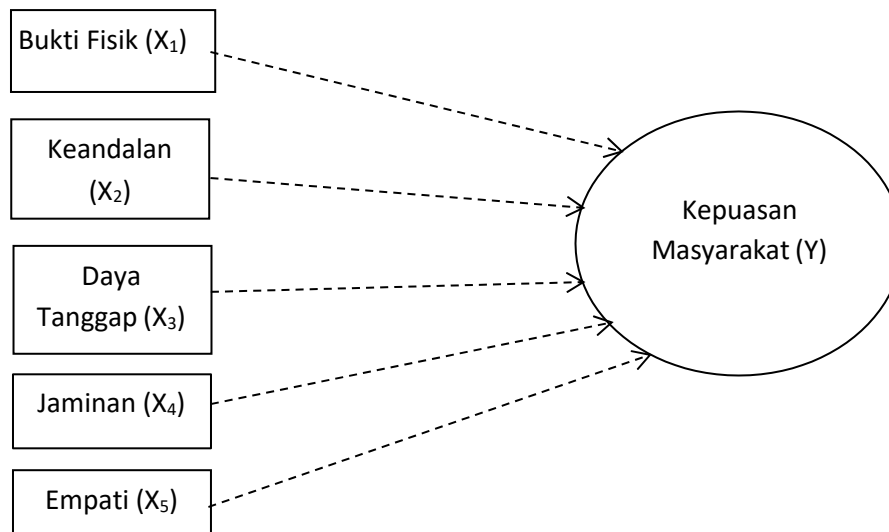 Bukti Fisik (X₁)
Keandalan
(X₂)
Daya
Tanggap (X₃)
Jaminan (X₄)
Empati (X₅)
Kepuasan
Masyarakat (Y)